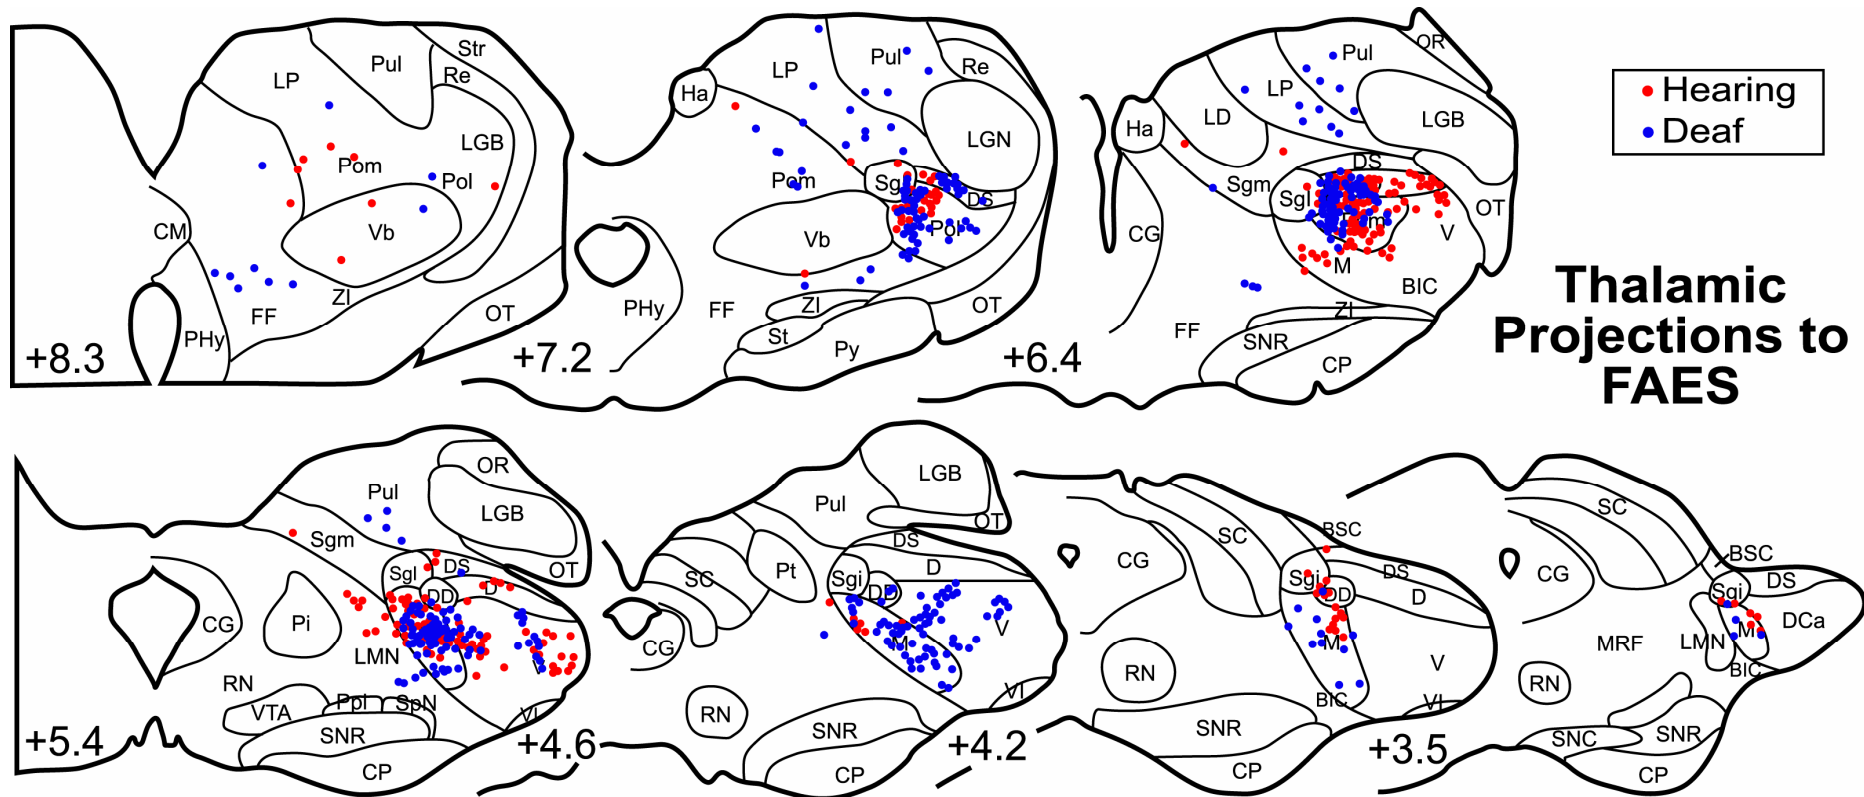 Hearing
Deaf
Thalamic
Projections to
FAES
Str
Pul
Re
LP
LGB
Pom
Pol
Vb
CM
ZI
FF
PHy
OT
+8.3
Pul
LP
Re
Ha
LGN
Sgl
Pom
DS
Pol
Vb
ZI
PHy
FF
OT
St
Py
+7.2
OR
Pul
LP
LD
LGB
Ha
DS
Sgm
Sgl
OT
CG
V
M
BIC
ZI
FF
SNR
CP
+6.4
OR
Pul
LGB
Sgm
OT
Sgl
DS
D
DD
CG
Pi
LMN
RN
Ppi
SpN
VTA
VI
SNR
CP
+5.4
LGB
Pul
OT
DS
D
SC
Pt
Sgi
DD
V
M
CG
VI
RN
SNR
CP
+4.6
BSC
SC
CG
DS
Sgi
DD
D
M
V
RN
BIC
VI
SNR
CP
+4.2
SC
BSC
CG
DS
Sgi
DCa
M
MRF
LMN
BIC
RN
SNC
SNR
CP
+3.5